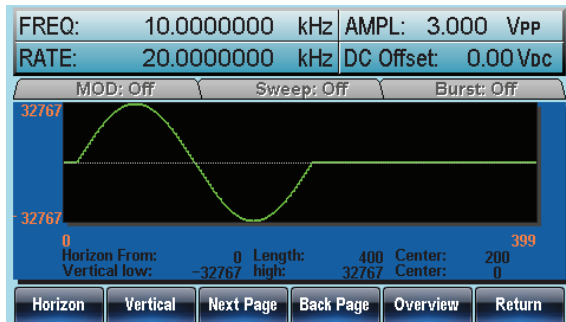 FREQ: 10.0000000 kHz AMPL: 3.000 VPP
RATE: 20.0000000 kHz DC Offset: 0.00 VDC
MOD: Off Sweep: Off Burst: Off
32767
- 32767
0 399
Horizon From: 0 Length: 400 Center: 200
Vertical low: -32767 high: 32767 Center: 0
Horizon Vertical Next Page Back Page Overview Return